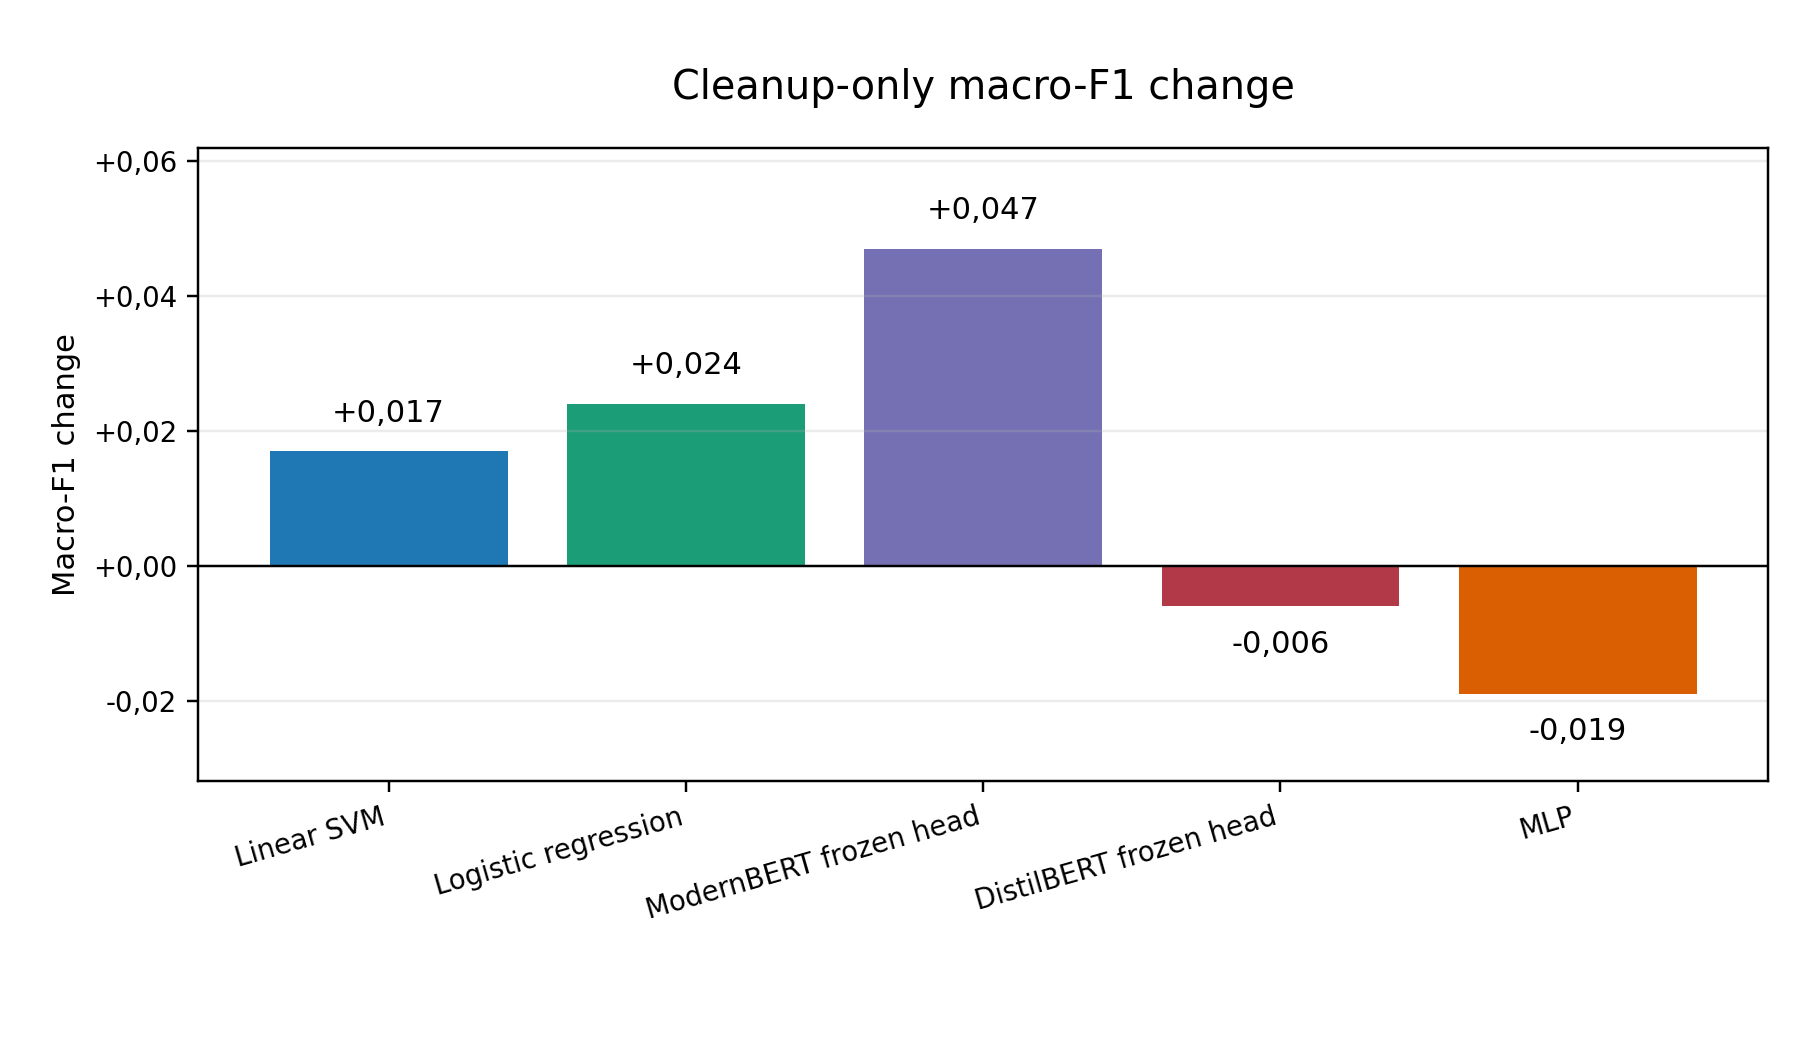 Cleanup-only macro-F1 change
Macro-F1 change
+0,06
+0,04
+0,02
+0,00
-0,02
+0,017
+0,024
+0,047
-0,006
-0,019
Linear SVM
Logistic regression
ModernBERT frozen head
DistilBERT frozen head
MLP